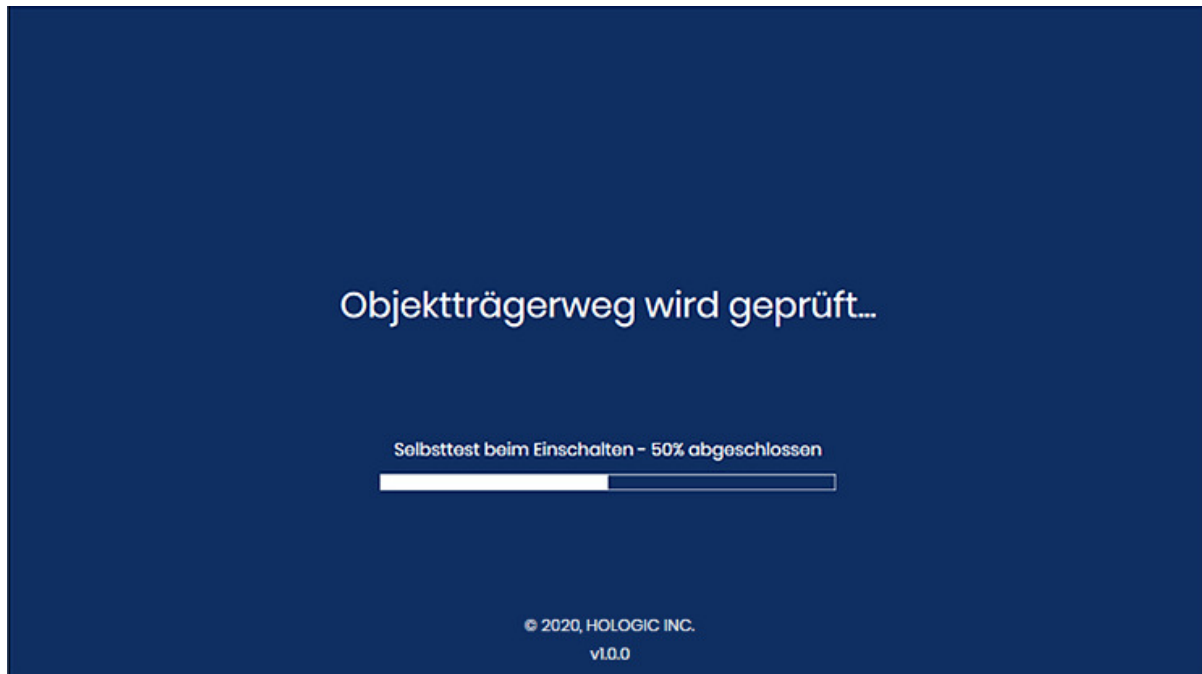 Objektträgerweg wird geprüft...
Selbsttest beim Einschalten - 50% abgeschlossen
© 2020, HOLOGIC INC.
v1.0.0